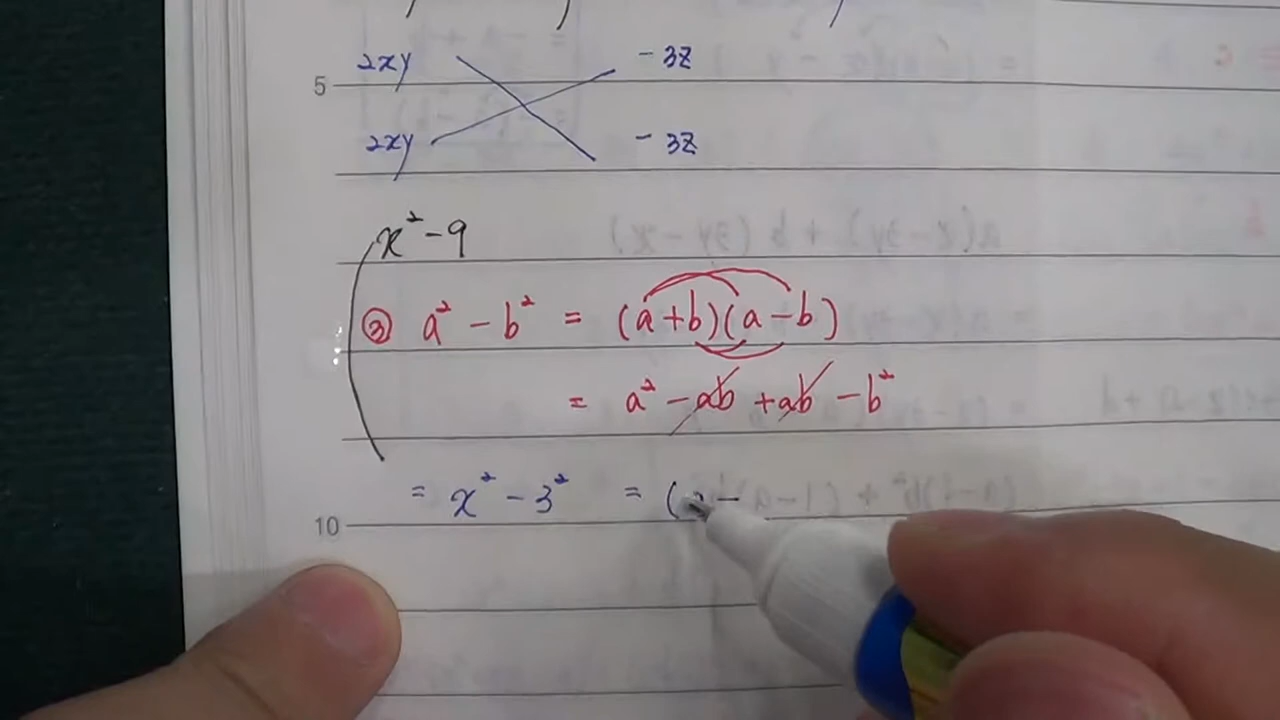 2xy -3z
5
2xy -3z
x² - 9
③ a² - b² = (a+b)(a-b)
= a² - ab + ab - b²
= x² - 3² = (
10